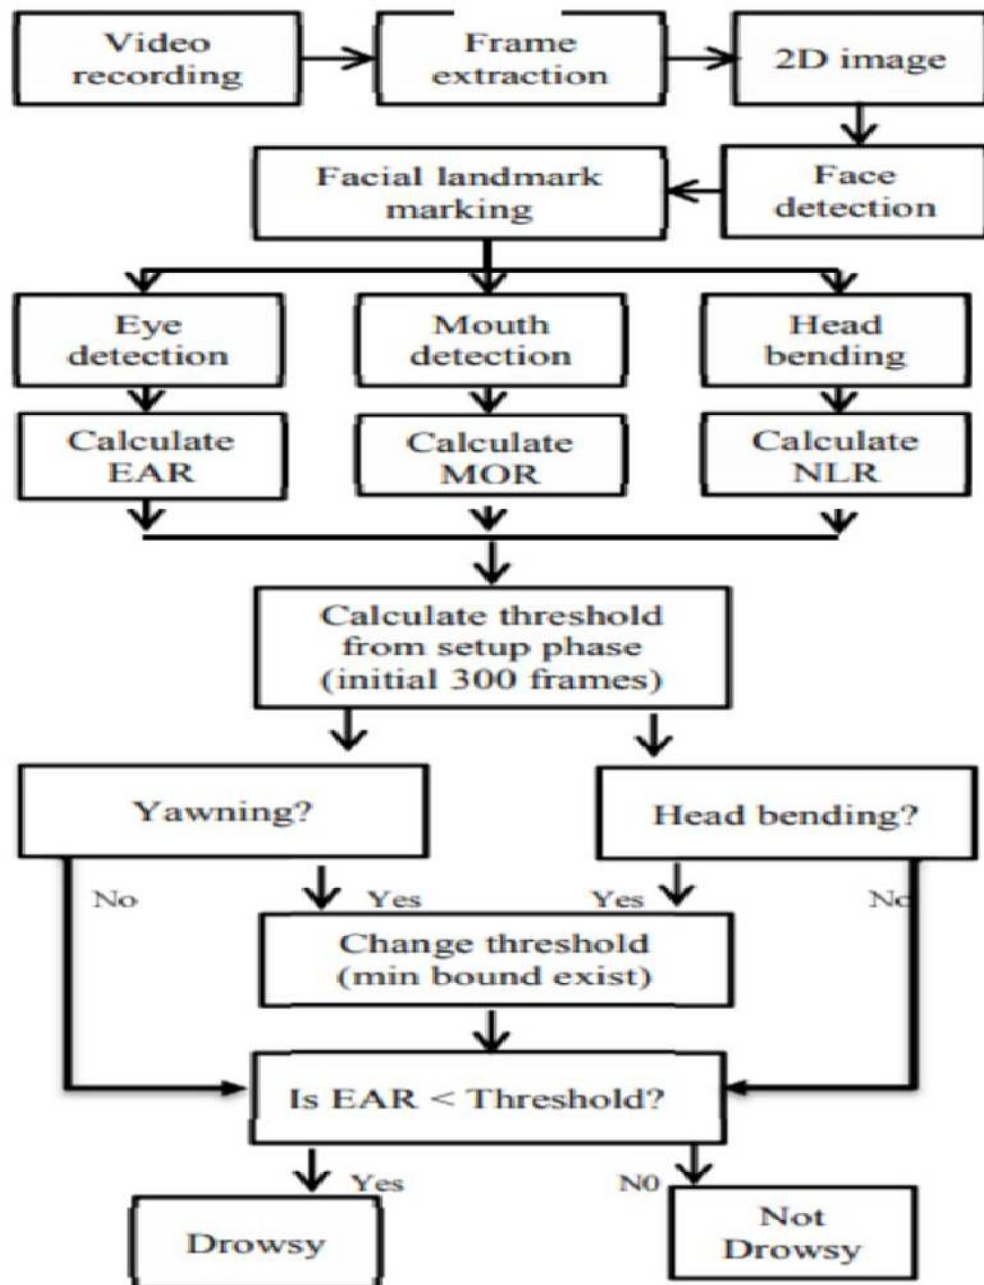 Video
recording
Frame
extraction
2D image
Face
detection
Facial landmark
marking
Eye
detection
Mouth
detection
Head
bending
Calculate
EAR
Calculate
MOR
Calculate
NLR
Calculate threshold
from setup phase
(initial 300 frames)
Yawning?
Head bending?
No
Yes
Yes
No
Change threshold
(min bound exist)
Is EAR < Threshold?
Yes
N0
Drowsy
Not
Drowsy